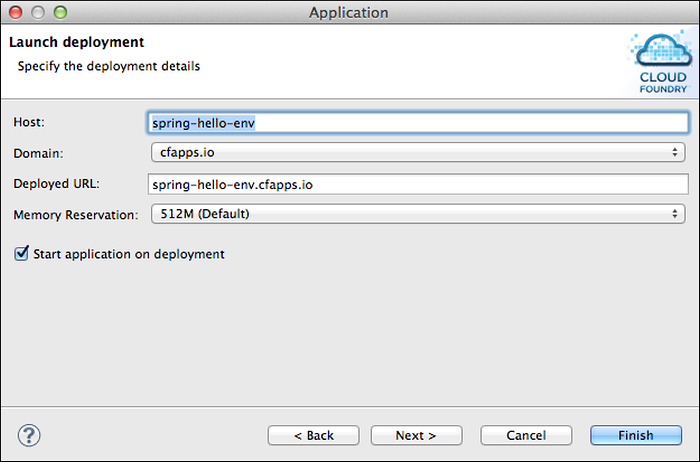 Application
Launch deployment
Specify the deployment details
CLOUD
FOUNDRY
Host: spring-hello-env
Domain: cfapps.io
Deployed URL: spring-hello-env.cfapps.io
Memory Reservation: 512M (Default)
Start application on deployment
? < Back Next > Cancel Finish